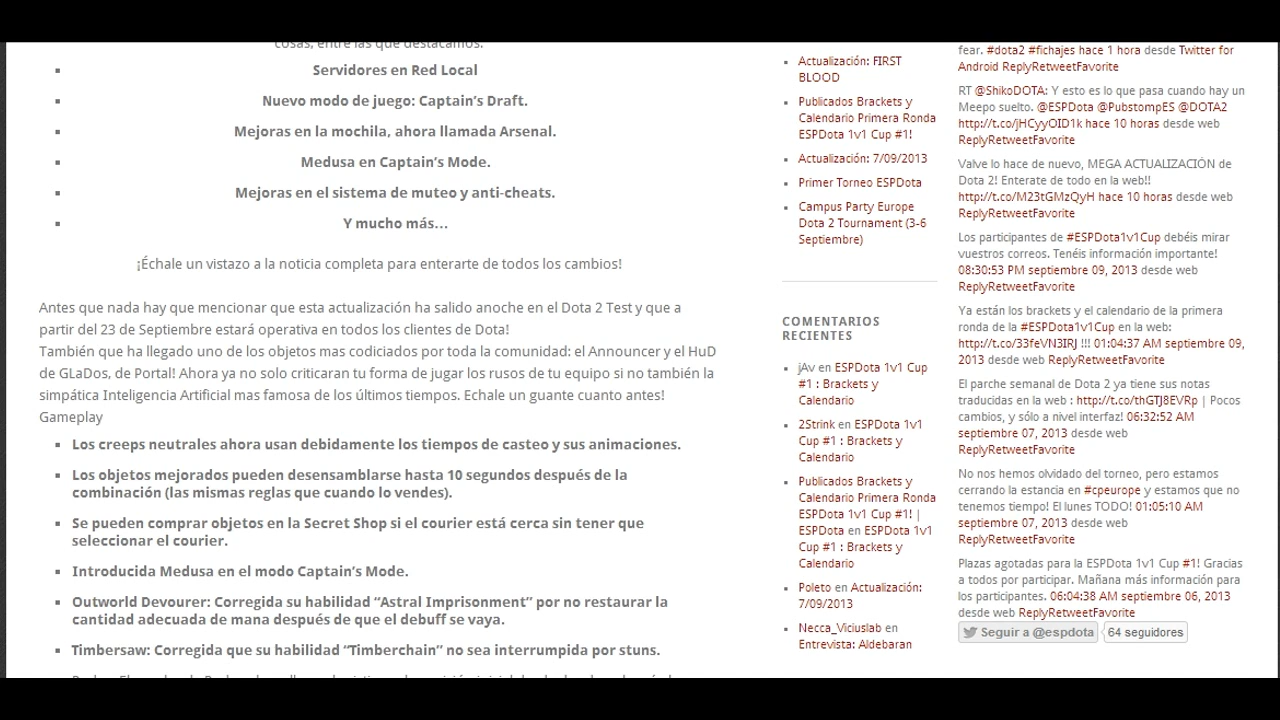 cosas, entre las que destacamos:
Servidores en Red Local
Nuevo modo de juego: Captain's Draft.
Mejoras en la mochila, ahora llamada Arsenal.
Medusa en Captain's Mode.
Mejoras en el sistema de muteo y anti-cheats.
Y mucho más…
¡Échale un vistazo a la noticia completa para enterarte de todos los cambios!
Antes que nada hay que mencionar que esta actualización ha salido anoche en el Dota 2 Test y que a
partir del 23 de Septiembre estará operativa en todos los clientes de Dota!
También que ha llegado uno de los objetos mas codiciados por toda la comunidad: el Announcer y el HuD
de GLaDos, de Portal! Ahora ya no solo criticaran tu forma de jugar los rusos de tu equipo si no también la
simpática Inteligencia Artificial mas famosa de los últimos tiempos. Echale un guante cuanto antes!
Gameplay
Los creeps neutrales ahora usan debidamente los tiempos de casteo y sus animaciones.
Los objetos mejorados pueden desensamblarse hasta 10 segundos después de la
combinación (las mismas reglas que cuando lo vendes).
Se pueden comprar objetos en la Secret Shop si el courier está cerca sin tener que
seleccionar el courier.
Introducida Medusa en el modo Captain's Mode.
Outworld Devourer: Corregida su habilidad “Astral Imprisonment” por no restaurar la
cantidad adecuada de mana después de que el debuff se vaya.
Timbersaw: Corregida que su habilidad “Timberchain” no sea interrumpida por stuns.
Actualización: FIRST
BLOOD
Publicados Brackets y
Calendario Primera Ronda
ESPDota 1v1 Cup #1!
Actualización: 7/09/2013
Primer Torneo ESPDota
Campus Party Europe
Dota 2 Tournament (3-6
Septiembre)
COMENTARIOS
RECIENTES
jAv en ESPDota 1v1 Cup
#1 : Brackets y
Calendario
2Strink en ESPDota 1v1
Cup #1 : Brackets y
Calendario
Publicados Brackets y
Calendario Primera Ronda
ESPDota 1v1 Cup #1! |
ESPDota en ESPDota 1v1
Cup #1 : Brackets y
Calendario
Poleto en Actualización:
7/09/2013
Necca_Viciuslab en
Entrevista: Aldebaran
fear. #dota2 #fichajes hace 1 hora desde Twitter for
Android ReplyRetweetFavorite
RT @ShikoDOTA: Y esto es lo que pasa cuando hay un
Meepo suelto. @ESPDota @PubstompES @DOTA2
http://t.co/jHCyyOID1k hace 10 horas desde web
ReplyRetweetFavorite
Valve lo hace de nuevo, MEGA ACTUALIZACIÓN de
Dota 2! Enterate de todo en la web!!
http://t.co/M23tGMzQyH hace 10 horas desde web
ReplyRetweetFavorite
Los participantes de #ESPDota1v1Cup debéis mirar
vuestros correos. Tenéis información importante!
08:30:53 PM septiembre 09, 2013 desde web
ReplyRetweetFavorite
Ya están los brackets y el calendario de la primera
ronda de la #ESPDota1v1Cup en la web:
http://t.co/33feVN3IRJ !!! 01:04:37 AM septiembre 09,
2013 desde web ReplyRetweetFavorite
El parche semanal de Dota 2 ya tiene sus notas
traducidas en la web : http://t.co/thGTJ8EVRp | Pocos
cambios, y sólo a nivel interfaz! 06:32:52 AM
septiembre 07, 2013 desde web
ReplyRetweetFavorite
No nos hemos olvidado del torneo, pero estamos
cerrando la estancia en #cpeurope y estamos que no
tenemos tiempo! El lunes TODO! 01:05:10 AM
septiembre 07, 2013 desde web
ReplyRetweetFavorite
Plazas agotadas para la ESPDota 1v1 Cup #1! Gracias
a todos por participar. Mañana más información para
los participantes. 06:04:38 AM septiembre 06, 2013
desde web ReplyRetweetFavorite
Seguir a @espdota 64 seguidores